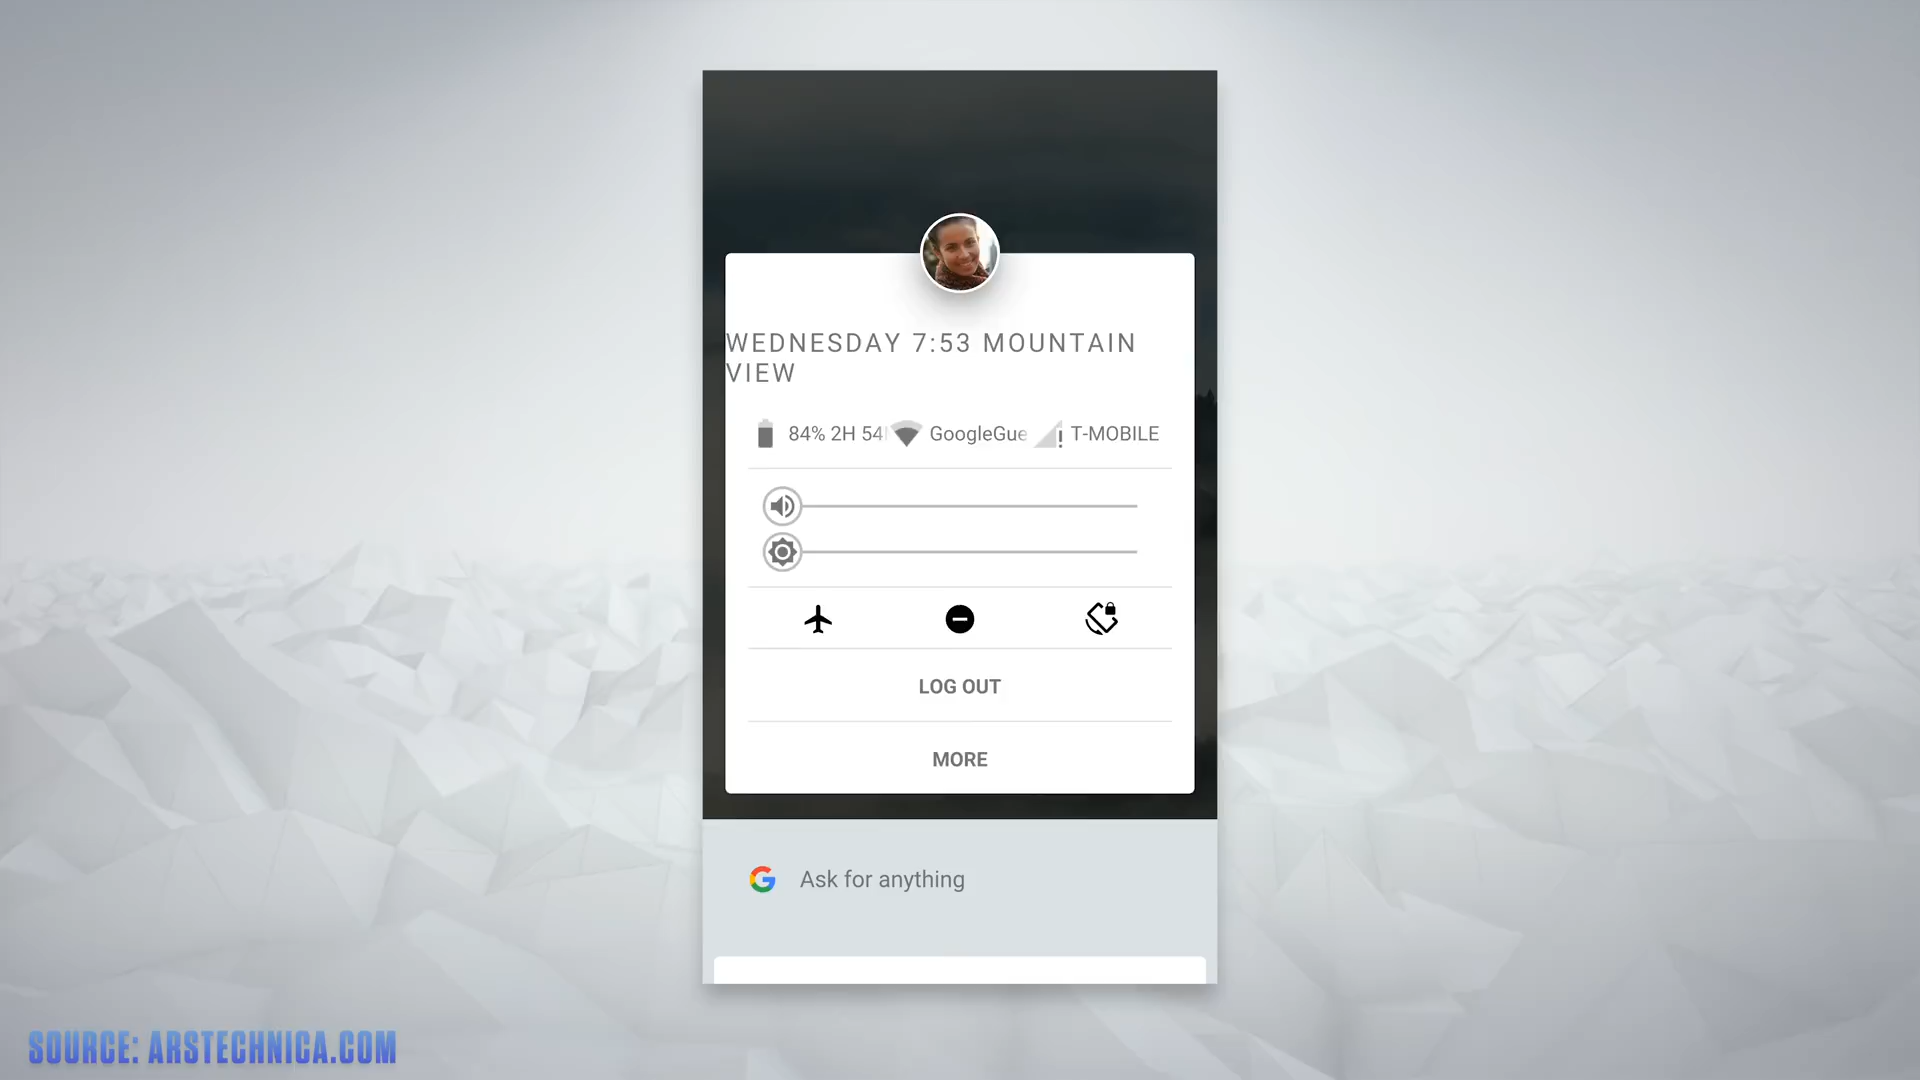 WEDNESDAY 7:53 MOUNTAIN
VIEW
84% 2H 54 GoogleGue T-MOBILE
LOG OUT
MORE
Ask for anything
SOURCE: ARSTECHNICA.COM